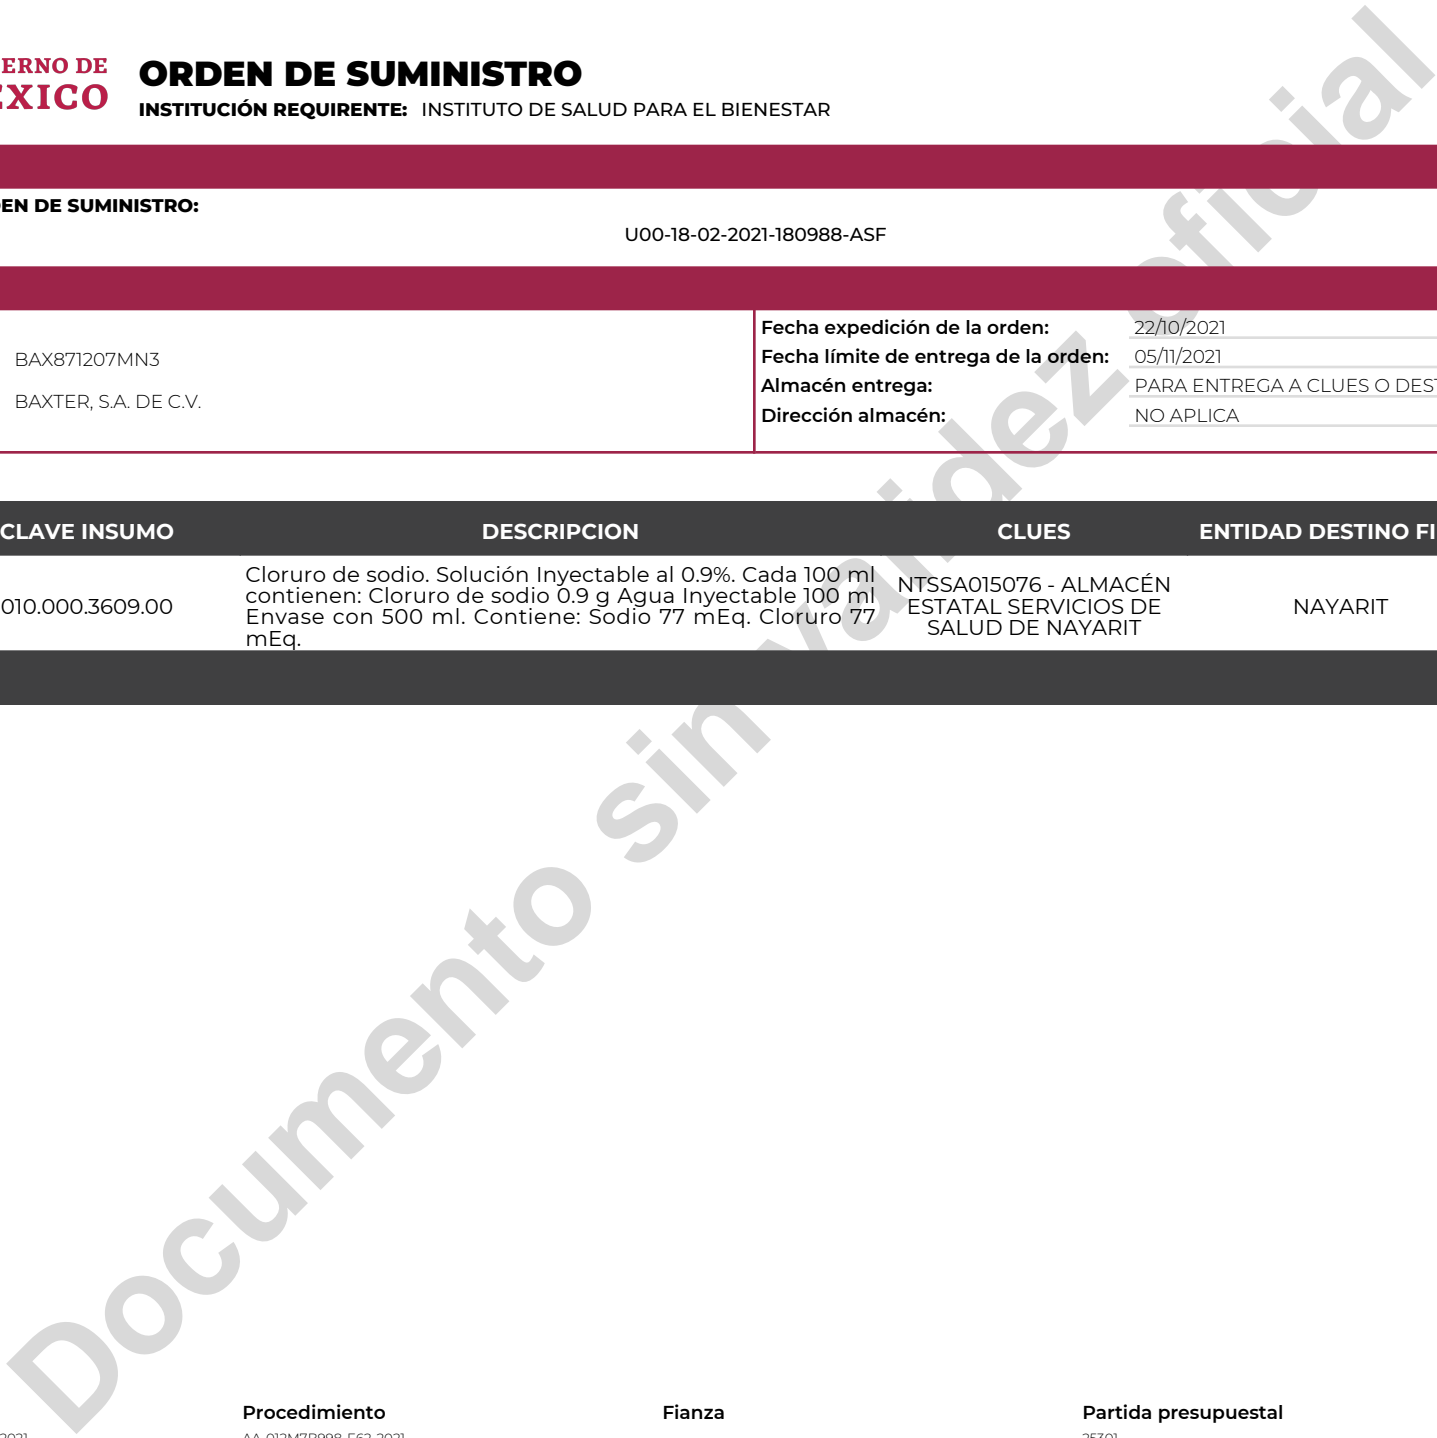 ERNO DE
EXICO
ORDEN DE SUMINISTRO
INSTITUCIÓN REQUIRENTE: INSTITUTO DE SALUD PARA EL BIENESTAR
EN DE SUMINISTRO:
U00-18-02-2021-180988-ASF
BAX871207MN3
BAXTER, S.A. DE C.V.
Fecha expedición de la orden: 22/10/2021
Fecha límite de entrega de la orden: 05/11/2021
Almacén entrega: PARA ENTREGA A CLUES O DEST
Dirección almacén: NO APLICA
CLAVE INSUMO DESCRIPCION CLUES ENTIDAD DESTINO FI
010.000.3609.00
Cloruro de sodio. Solución Inyectable al 0.9%. Cada 100 ml
contienen: Cloruro de sodio 0.9 g Agua Inyectable 100 ml
Envase con 500 ml. Contiene: Sodio 77 mEq. Cloruro 77
mEq.
NTSSA015076 - ALMACÉN
ESTATAL SERVICIOS DE
SALUD DE NAYARIT
NAYARIT
Documento sin validez oficial
Procedimiento Fianza Partida presupuestal